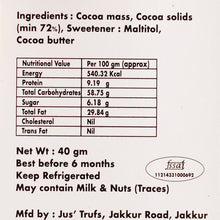 Ingredients : Cocoa mass, Cocoa solids
(min 72%), Sweetener : Maltitol,
Cocoa butter
Nutritional Value Per 100 gm (approx)
Energy 540.32 Kcal
Protein 9.19 g
Total Carbohydrates 58.75 g
Sugar 6.18 g
Total Fat 29.84 g
Cholesterol Nil
Trans Fat Nil
Net Wt : 40 gm
Best before 6 months
Keep Refrigerated
May contain Milk & Nuts (Traces)
fssai
11214331000692
Mfg by : Jus' Trufs, Jakkur Road, Jakkur